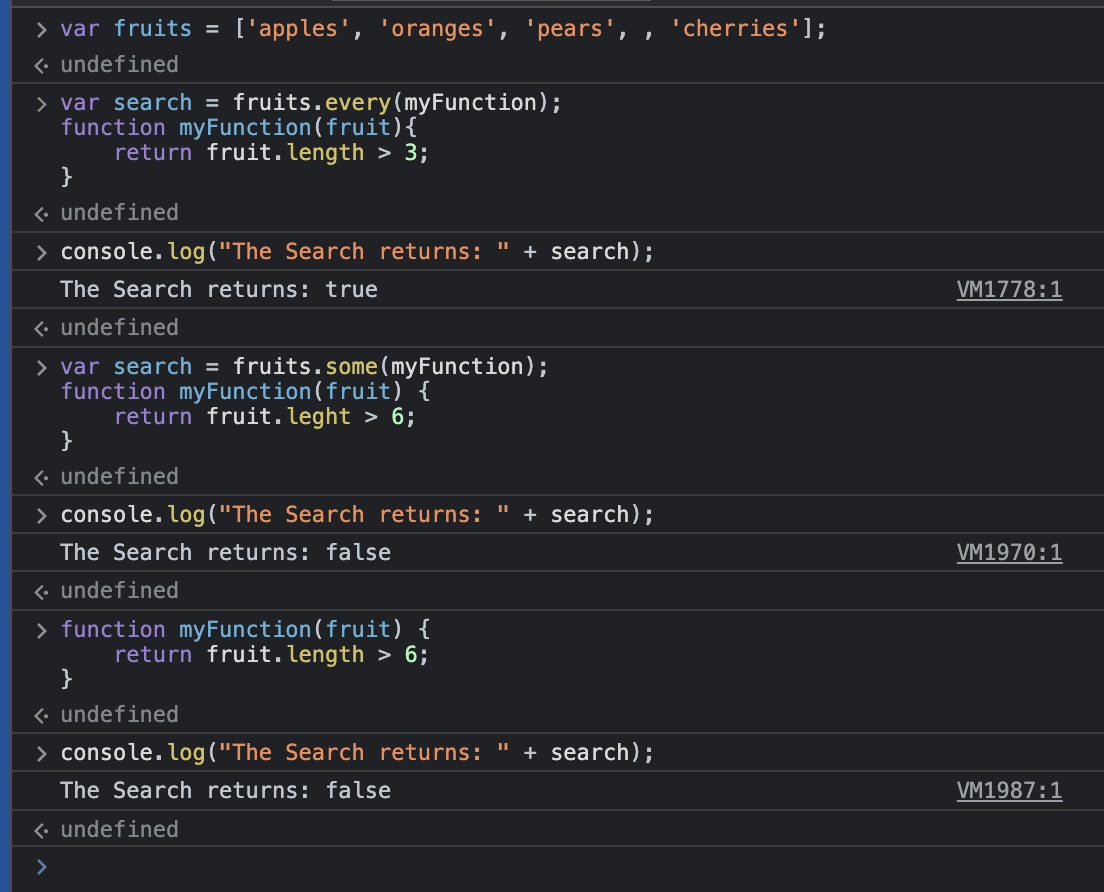 var fruits = ['apples', 'oranges', 'pears', , 'cherries'];
undefined
var search = fruits.every(myFunction);
function myFunction(fruit){
    return fruit.length > 3;
}
undefined
console.log("The Search returns: " + search);
The Search returns: true VM1778:1
undefined
var search = fruits.some(myFunction);
function myFunction(fruit) {
    return fruit.leght > 6;
}
undefined
console.log("The Search returns: " + search);
The Search returns: false VM1970:1
undefined
function myFunction(fruit) {
    return fruit.length > 6;
}
undefined
console.log("The Search returns: " + search);
The Search returns: false VM1987:1
undefined